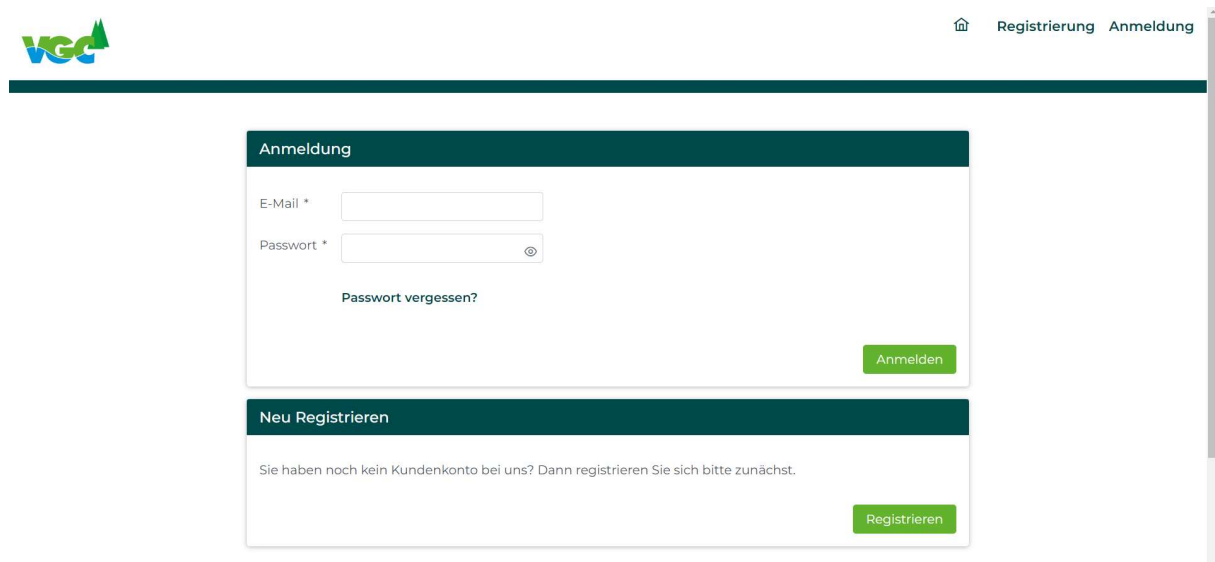 VGC
Registrierung Anmeldung
Anmeldung
E-Mail *
Passwort *
Passwort vergessen?
Anmelden
Neu Registrieren
Sie haben noch kein Kundenkonto bei uns? Dann registrieren Sie sich bitte zunächst.
Registrieren